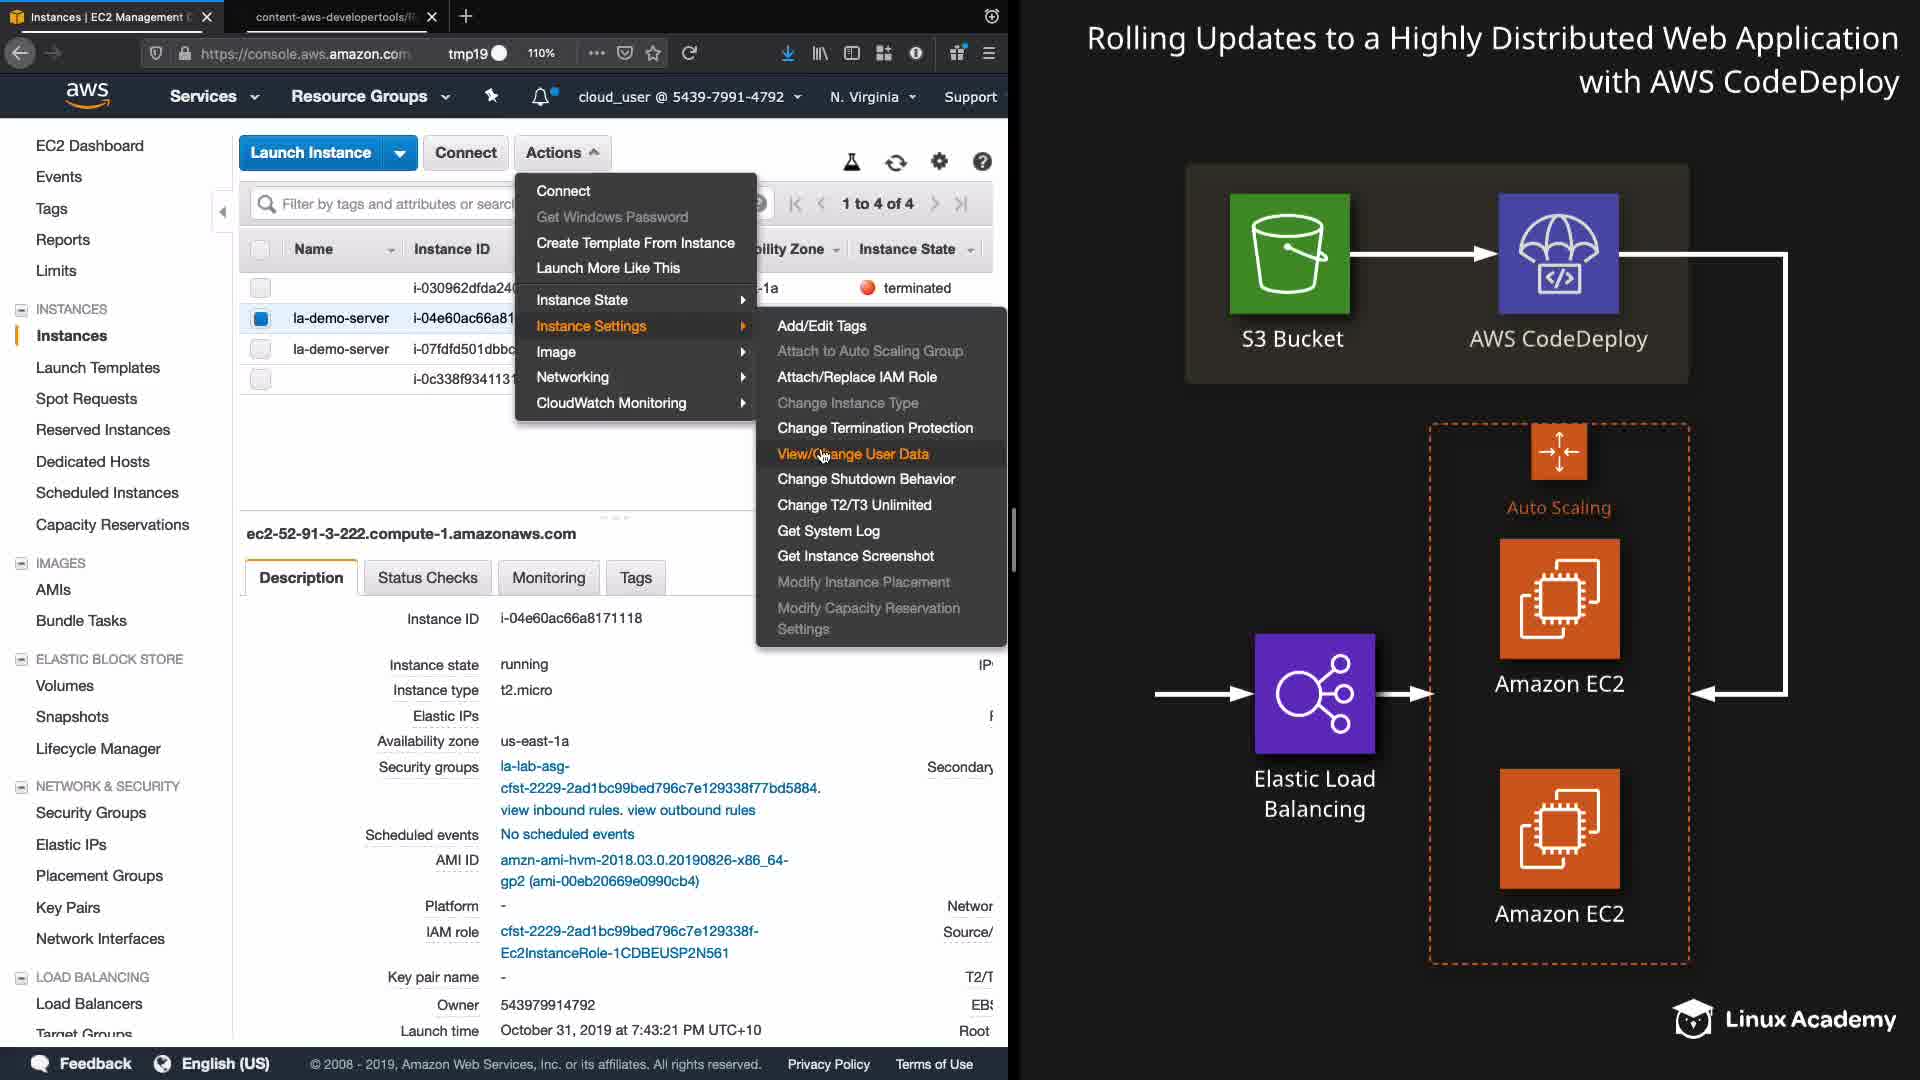 Instances | EC2 Management C
content-aws-developertools/R
https://console.aws.amazon.com
tmp19
110%
aws
Services
Resource Groups
cloud_user @ 5439-7991-4792
N. Virginia
Support
EC2 Dashboard
Events
Tags
Reports
Limits
INSTANCES
Instances
Launch Templates
Spot Requests
Reserved Instances
Dedicated Hosts
Scheduled Instances
Capacity Reservations
IMAGES
AMIs
Bundle Tasks
ELASTIC BLOCK STORE
Volumes
Snapshots
Lifecycle Manager
NETWORK & SECURITY
Security Groups
Elastic IPs
Placement Groups
Key Pairs
Network Interfaces
LOAD BALANCING
Load Balancers
Target Groups
Launch Instance
Connect
Actions
Filter by tags and attributes or search
1 to 4 of 4
Name
Instance ID
bility Zone
Instance State
i-030962dfda240
-1a
terminated
la-demo-server
i-04e60ac66a81
la-demo-server
i-07fdfd501dbbc
i-0c338f9341131
Connect
Get Windows Password
Create Template From Instance
Launch More Like This
Instance State
Instance Settings
Image
Networking
CloudWatch Monitoring
Add/Edit Tags
Attach to Auto Scaling Group
Attach/Replace IAM Role
Change Instance Type
Change Termination Protection
View/Change User Data
Change Shutdown Behavior
Change T2/T3 Unlimited
Get System Log
Get Instance Screenshot
Modify Instance Placement
Modify Capacity Reservation
Settings
ec2-52-91-3-222.compute-1.amazonaws.com
Description
Status Checks
Monitoring
Tags
Instance ID
i-04e60ac66a8171118
Instance state
running
IP
Instance type
t2.micro
Elastic IPs
Availability zone
us-east-1a
Security groups
la-lab-asg-
cfst-2229-2ad1bc99bed796c7e129338f77bd5884.
view inbound rules. view outbound rules
Secondary
Scheduled events
No scheduled events
AMI ID
amzn-ami-hvm-2018.03.0.20190826-x86_64-
gp2 (ami-00eb20669e0990cb4)
Platform
-
Networ
IAM role
cfst-2229-2ad1bc99bed796c7e129338f-
Ec2InstanceRole-1CDBEUSP2N561
Source/
Key pair name
-
T2/T
Owner
543979914792
EBS
Launch time
October 31, 2019 at 7:43:21 PM UTC+10
Root
Feedback
English (US)
© 2008 - 2019, Amazon Web Services, Inc. or its affiliates. All rights reserved.
Privacy Policy
Terms of Use
Rolling Updates to a Highly Distributed Web Application
with AWS CodeDeploy
S3 Bucket
AWS CodeDeploy
Auto Scaling
Amazon EC2
Elastic Load
Balancing
Amazon EC2
Linux Academy